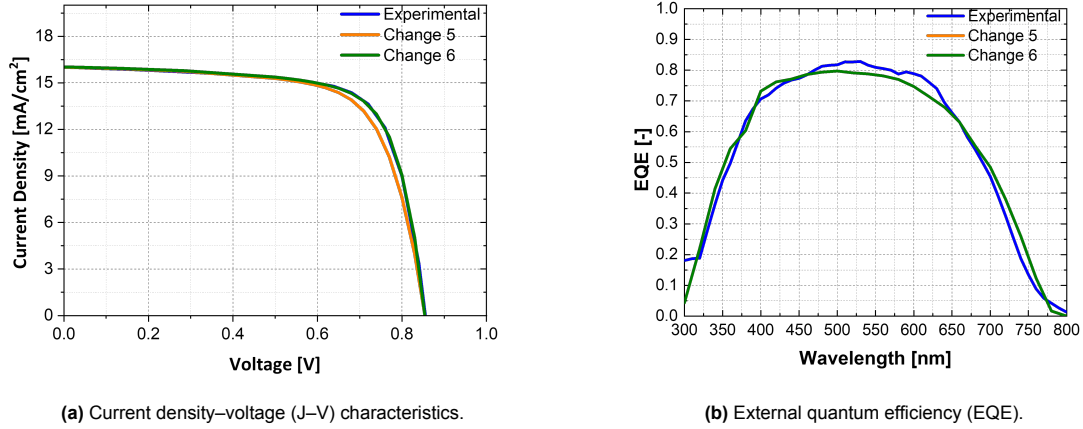 Experimental
Change 5
Change 6
18
15
12
9
6
3
0
0.0 0.2 0.4 0.6 0.8 1.0
Current Density [mA/cm²]
Voltage [V]
(a) Current density–voltage (J–V) characteristics.
Experimental
Change 5
Change 6
1.0
0.9
0.8
0.7
0.6
0.5
0.4
0.3
0.2
0.1
0.0
300 350 400 450 500 550 600 650 700 750 800
EQE [-]
Wavelength [nm]
(b) External quantum efficiency (EQE).